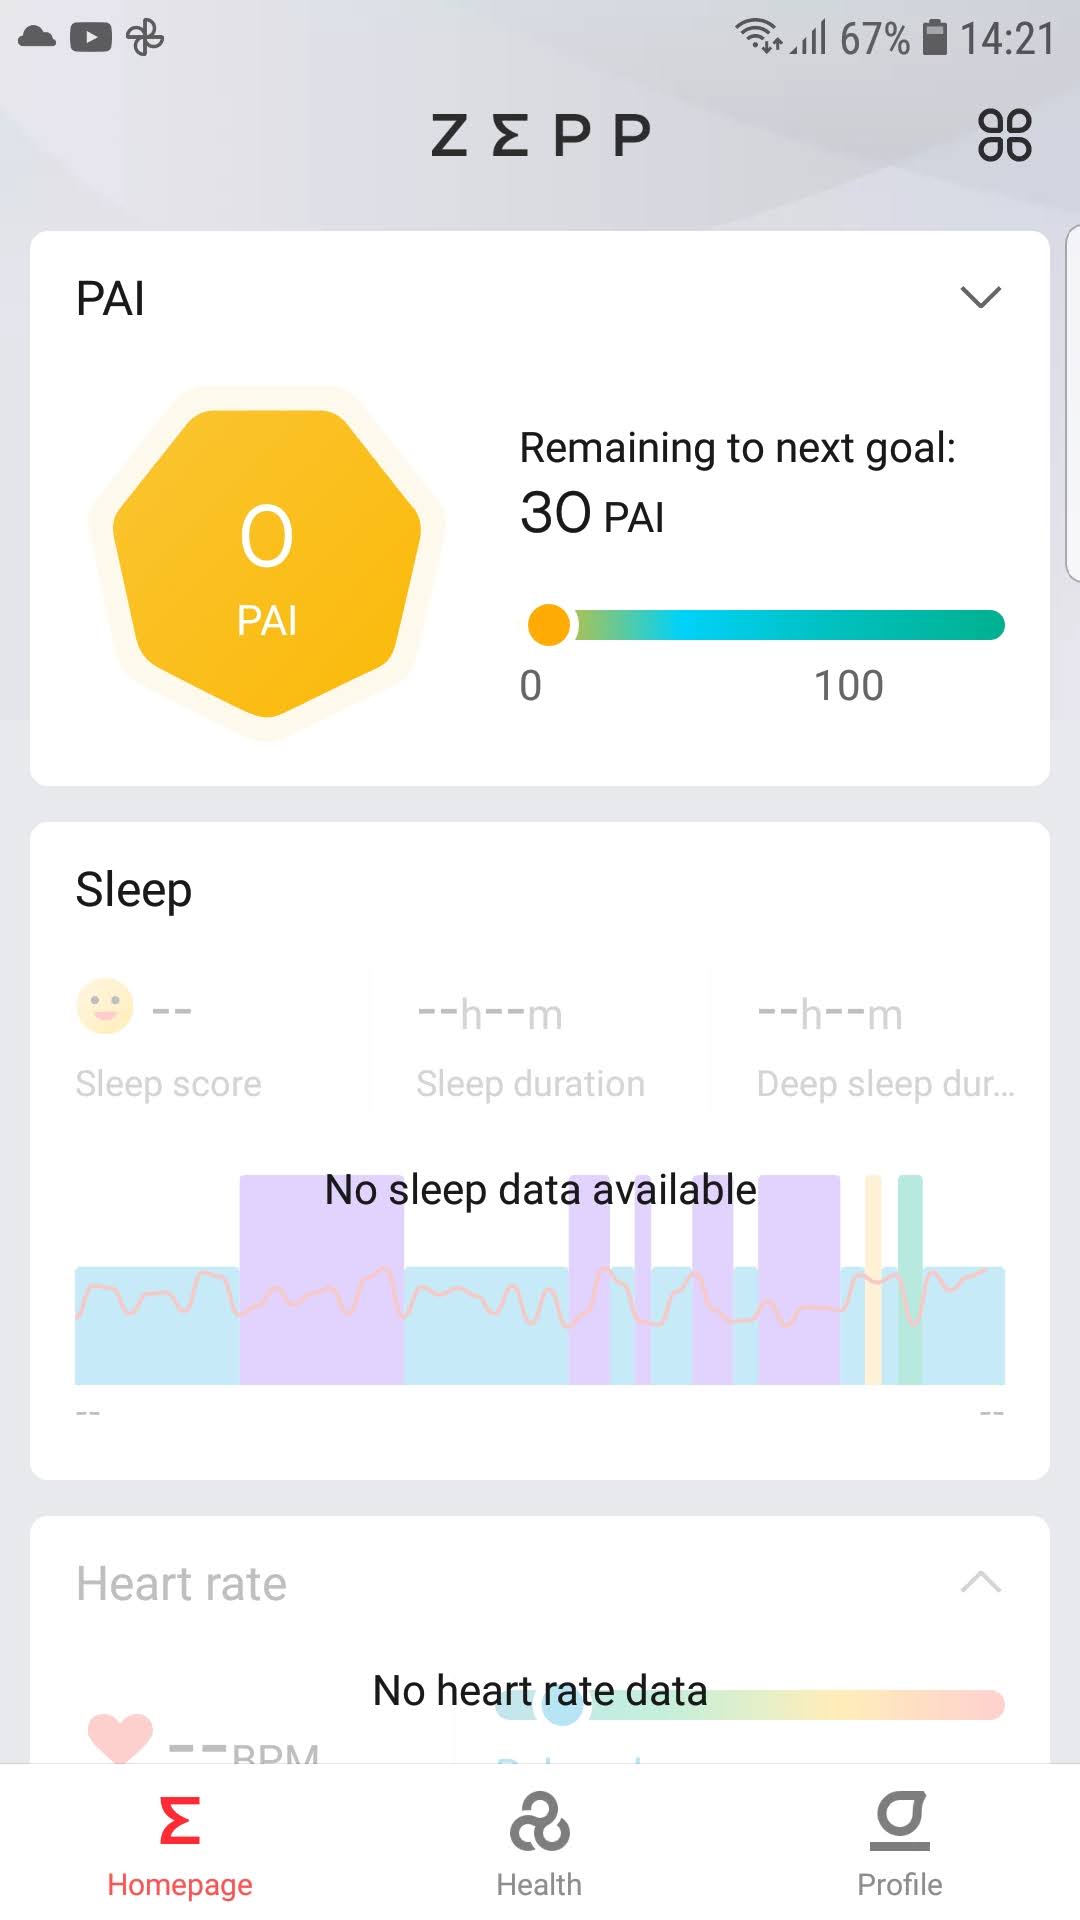 67% 14:21
ZΣPP
PAI
0
PAI
Remaining to next goal:
30 PAI
0 100
Sleep
-- --h--m --h--m
Sleep score Sleep duration Deep sleep dur...
No sleep data available
-- --
Heart rate
No heart rate data
--BPM
Homepage Health Profile